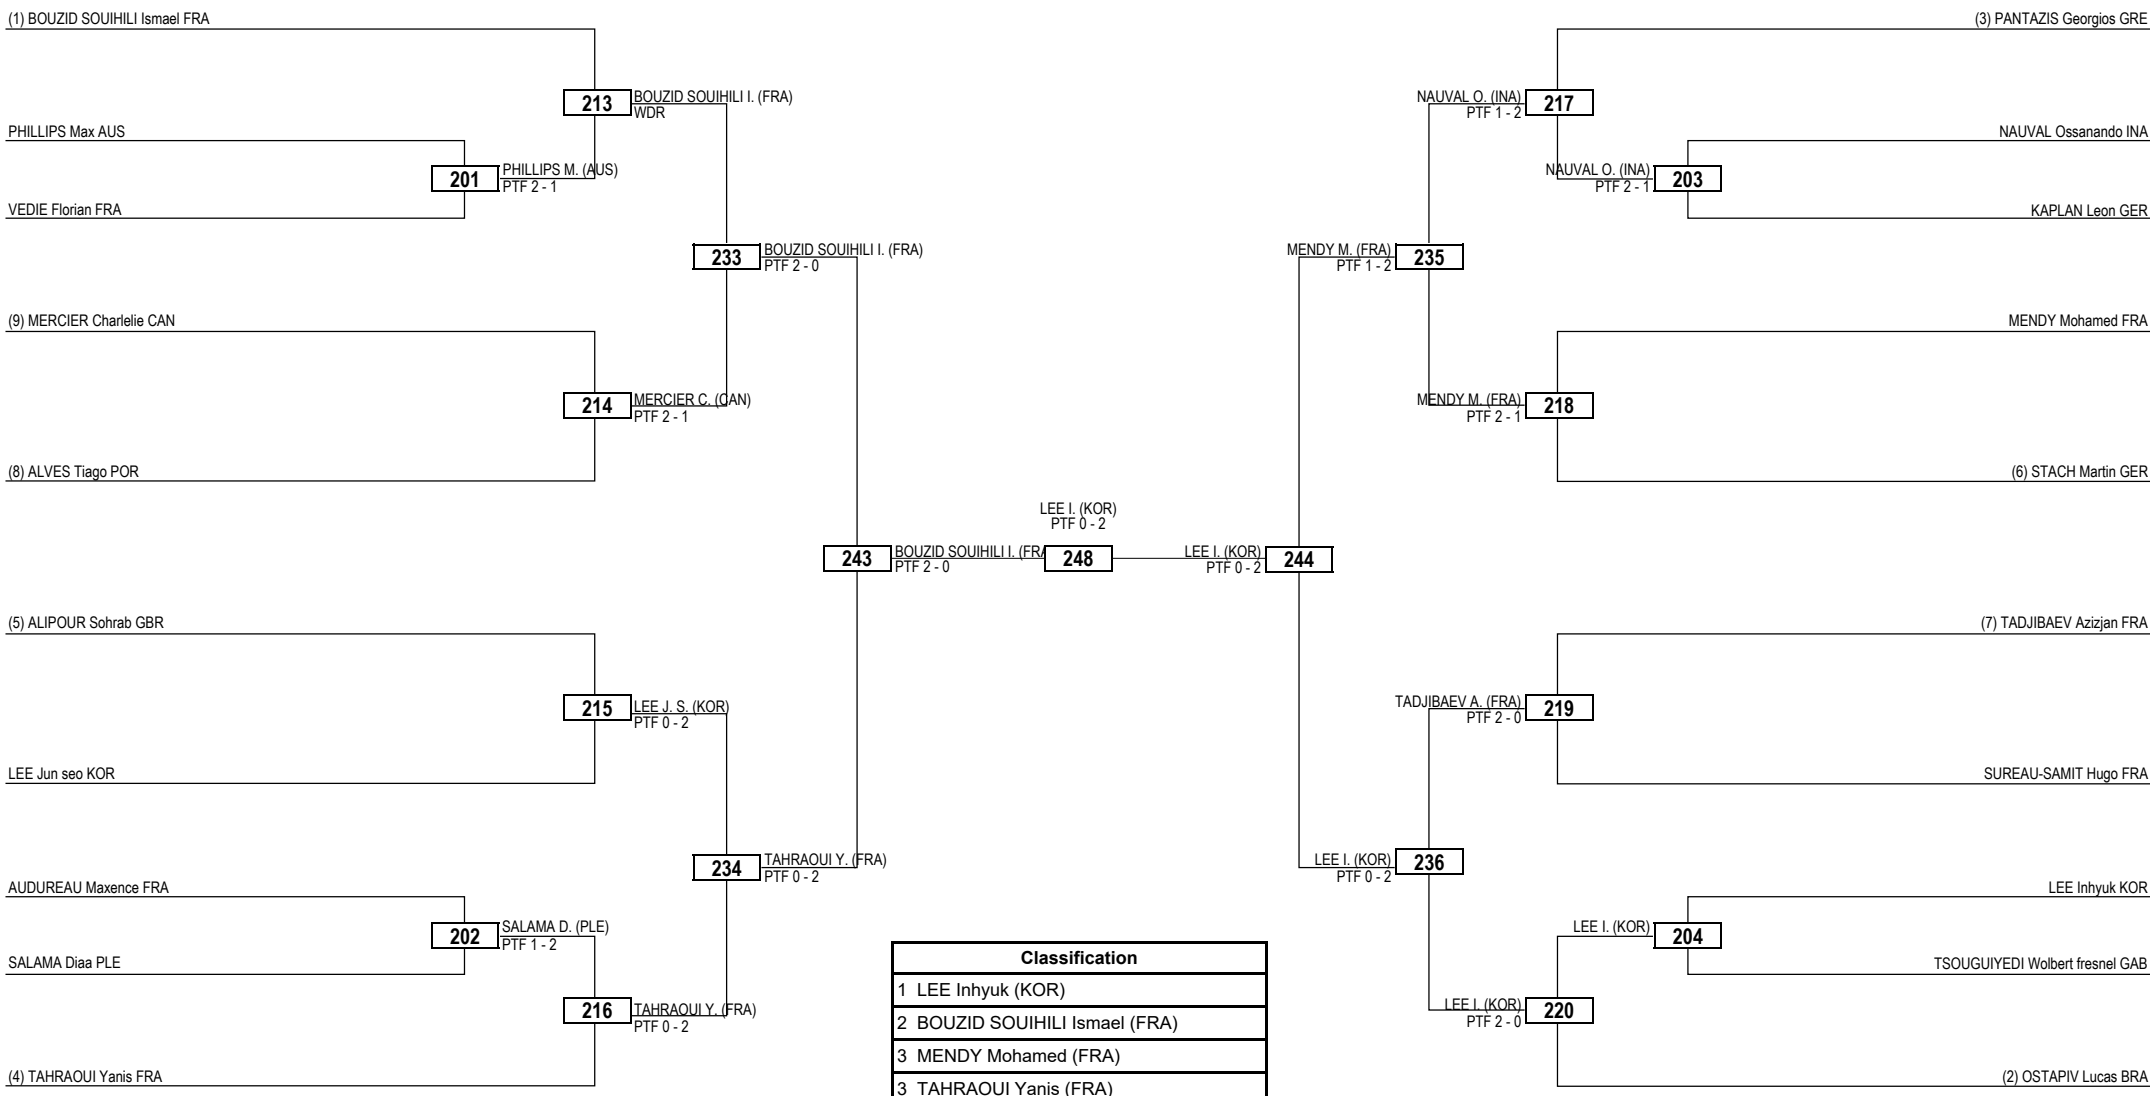 (1) BOUZID SOUIHILI Ismael FRA
213
BOUZID SOUIHILI I. (FRA)
WDR
PHILLIPS Max AUS
201
PHILLIPS M. (AUS)
PTF 2 - 1
VEDIE Florian FRA
233
BOUZID SOUIHILI I. (FRA)
PTF 2 - 0
(9) MERCIER Charlelie CAN
214
MERCIER C. (CAN)
PTF 2 - 1
(8) ALVES Tiago POR
243
BOUZID SOUIHILI I. (FRA
PTF 2 - 0
(5) ALIPOUR Sohrab GBR
215
LEE J. S. (KOR)
PTF 0 - 2
LEE Jun seo KOR
234
TAHRAOUI Y. (FRA)
PTF 0 - 2
AUDUREAU Maxence FRA
202
SALAMA D. (PLE)
PTF 1 - 2
SALAMA Diaa PLE
216
TAHRAOUI Y. (FRA)
PTF 0 - 2
(4) TAHRAOUI Yanis FRA
LEE I. (KOR)
PTF 0 - 2
248
(3) PANTAZIS Georgios GRE
NAUVAL O. (INA)
PTF 1 - 2
217
NAUVAL Ossanando INA
NAUVAL O. (INA)
PTF 2 - 1
203
KAPLAN Leon GER
MENDY M. (FRA)
PTF 1 - 2
235
MENDY Mohamed FRA
MENDY M. (FRA)
PTF 2 - 1
218
(6) STACH Martin GER
LEE I. (KOR)
PTF 0 - 2
244
(7) TADJIBAEV Azizjan FRA
TADJIBAEV A. (FRA)
PTF 2 - 0
219
SUREAU-SAMIT Hugo FRA
LEE I. (KOR)
PTF 0 - 2
236
LEE Inhyuk KOR
LEE I. (KOR)
204
TSOUGUIYEDI Wolbert fresnel GAB
LEE I. (KOR)
PTF 2 - 0
220
(2) OSTAPIV Lucas BRA
Classification
1 LEE Inhyuk (KOR)
2 BOUZID SOUIHILI Ismael (FRA)
3 MENDY Mohamed (FRA)
3 TAHRAOUI Yanis (FRA)